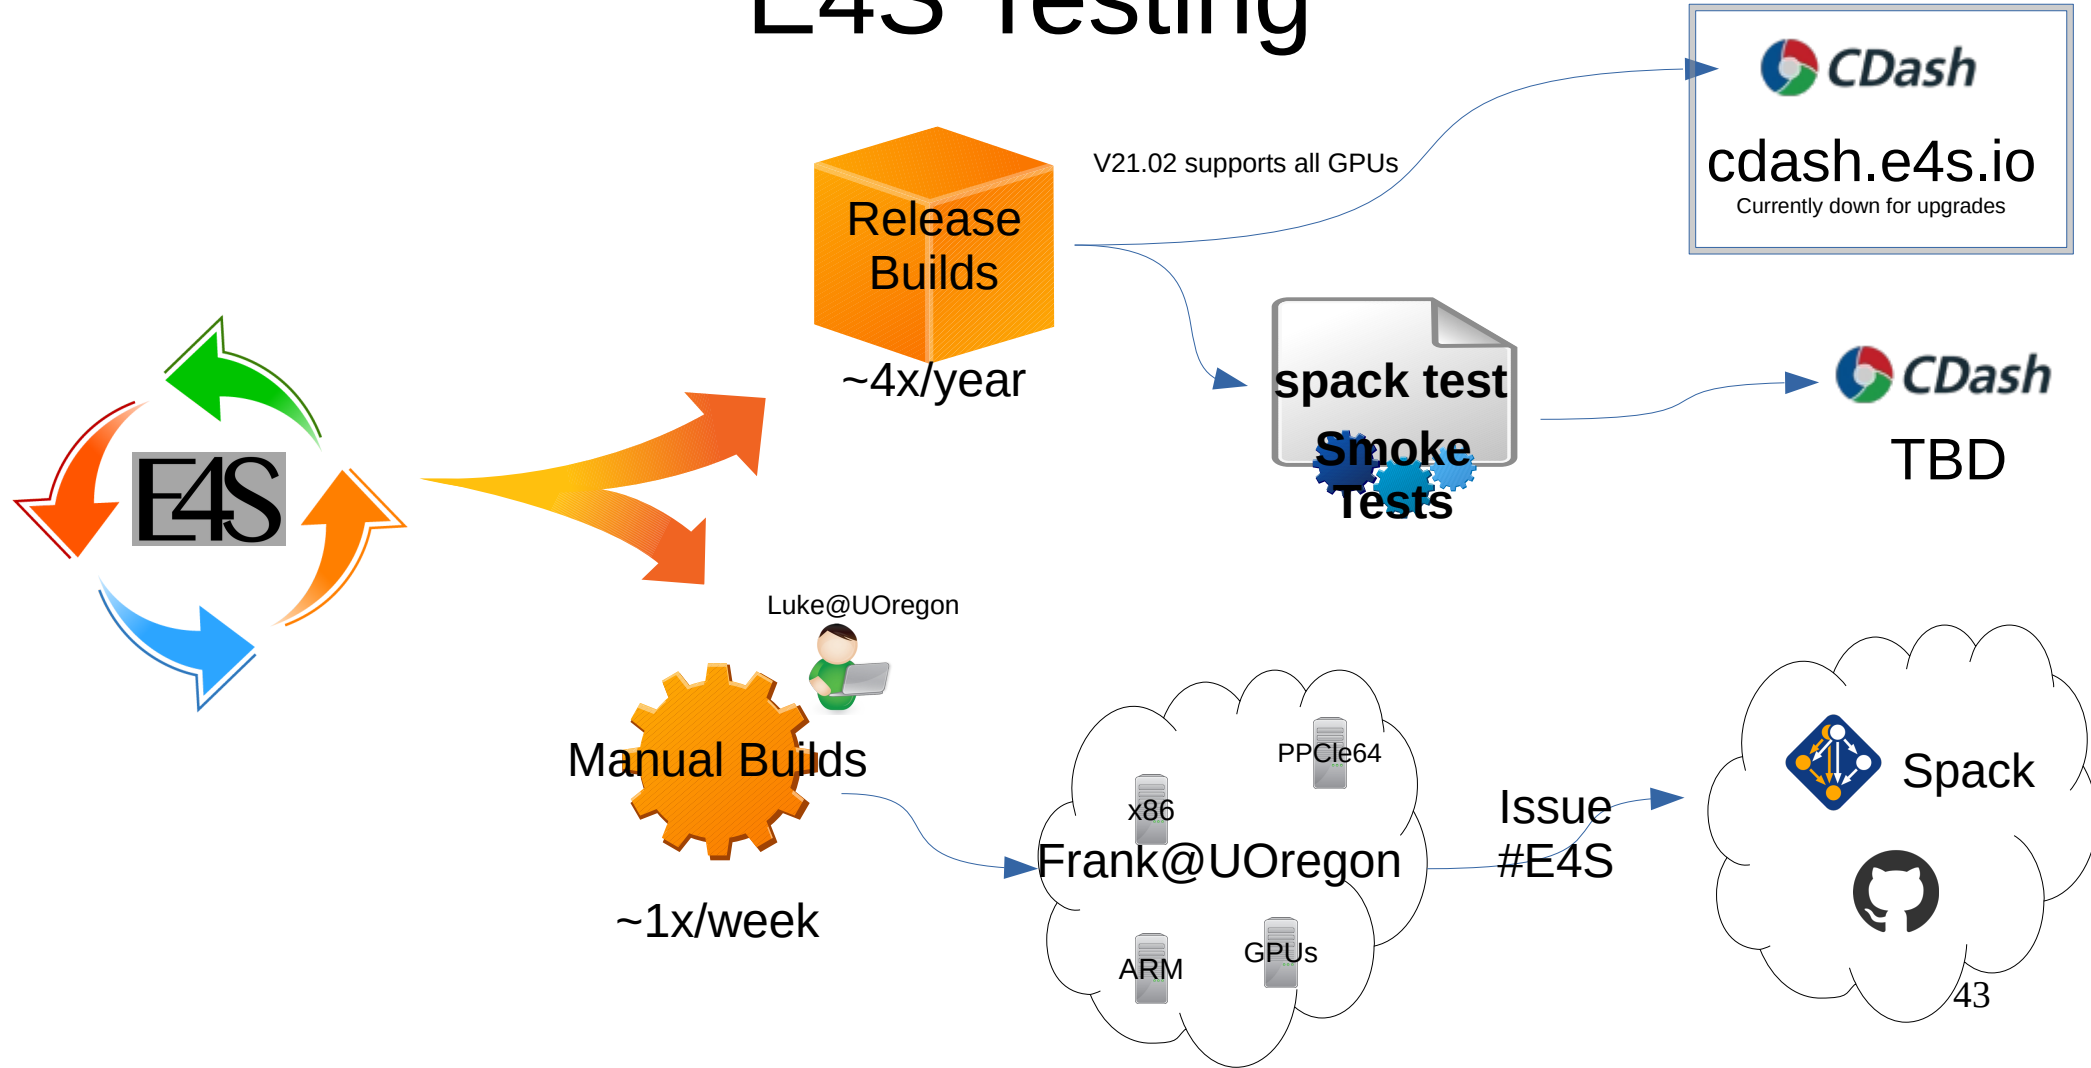 E4S Testing
CDash
cdash.e4s.io
Currently down for upgrades
V21.02 supports all GPUs
Release
Builds
~4x/year
spack test
Smoke
Tests
CDash
TBD
E4S
Luke@UOregon
Manual Builds
~1x/week
PPCle64
x86
Frank@UOregon
ARM
GPUs
Issue
#E4S
Spack
43